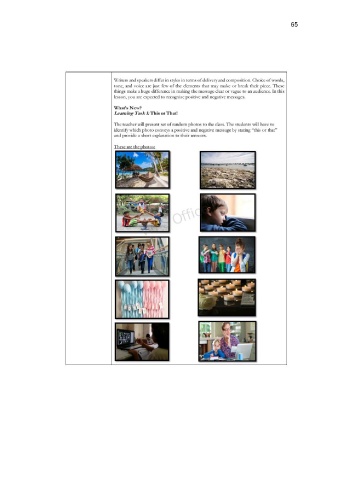 65
Writers and speakers differ in styles in terms of delivery and composition. Choice of words,
tone, and voice are just few of the elements that may make or break their piece. These
things make a huge difference in making the message clear or vague to an audience. In this
lesson, you are expected to recognize positive and negative messages.
What's New?
Learning Task 1: This or That!
The teacher will present set of random photos to the class. The students will have to
identify which photo conveys a positive and negative message by stating "this or that"
and provide a short explanation to their answers.
These are the photos:
Offic